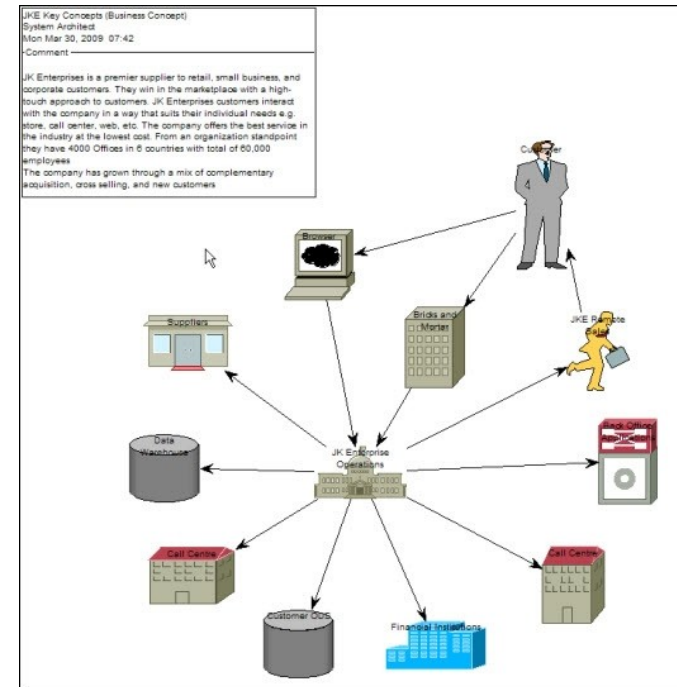 JKE Key Concepts (Business Concept)
System Architect
Mon Mar 30, 2009 07:42
Comment
JK Enterprises is a premier supplier to retail, small business, and
corporate customers. They win in the marketplace with a high-
touch approach to customers. JK Enterprises customers interact
with the company in a way that suits their individual needs e.g.
store, call center, web, etc. The company offers the best service in
the industry at the lowest cost. From an organization standpoint
they have 4000 Offices in 6 countries with total of 60,000
employees
The company has grown through a mix of complementary
acquisition, cross selling, and new customers
Customer
Browser
Suppliers
Bricks and
Mortar
JKE Remote
Sales
Data
Warehouse
JK Enterprise
Operations
Back Office
Applications
Call Centre
Call Centre
Customer ODS
Financial Institutions